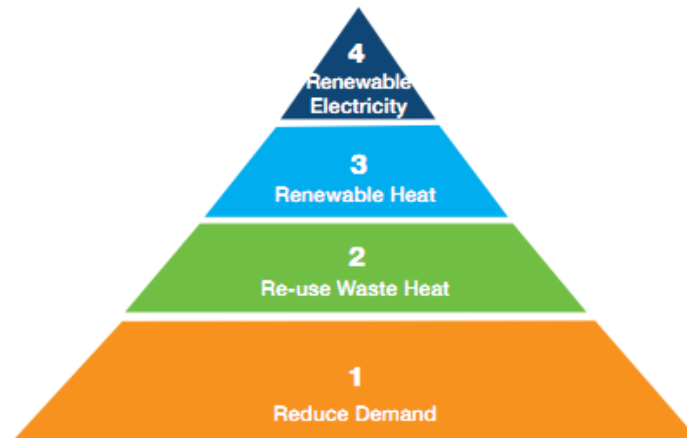 4
Renewable
Electricity
3
Renewable Heat
2
Re-use Waste Heat
1
Reduce Demand